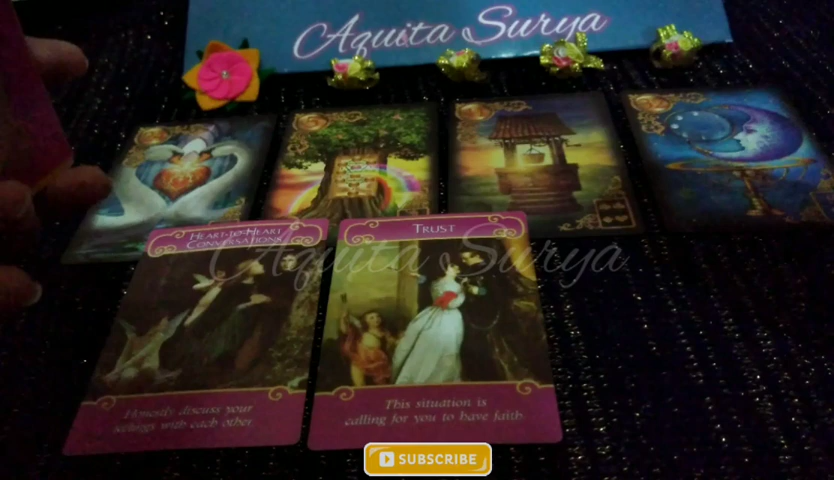 Aquita Surya
HEART-TO-HEART
CONVERSATIONS
TRUST
Aquita Surya
Honestly discuss your
feelings with each other.
This situation is
calling for you to have faith.
SUBSCRIBE